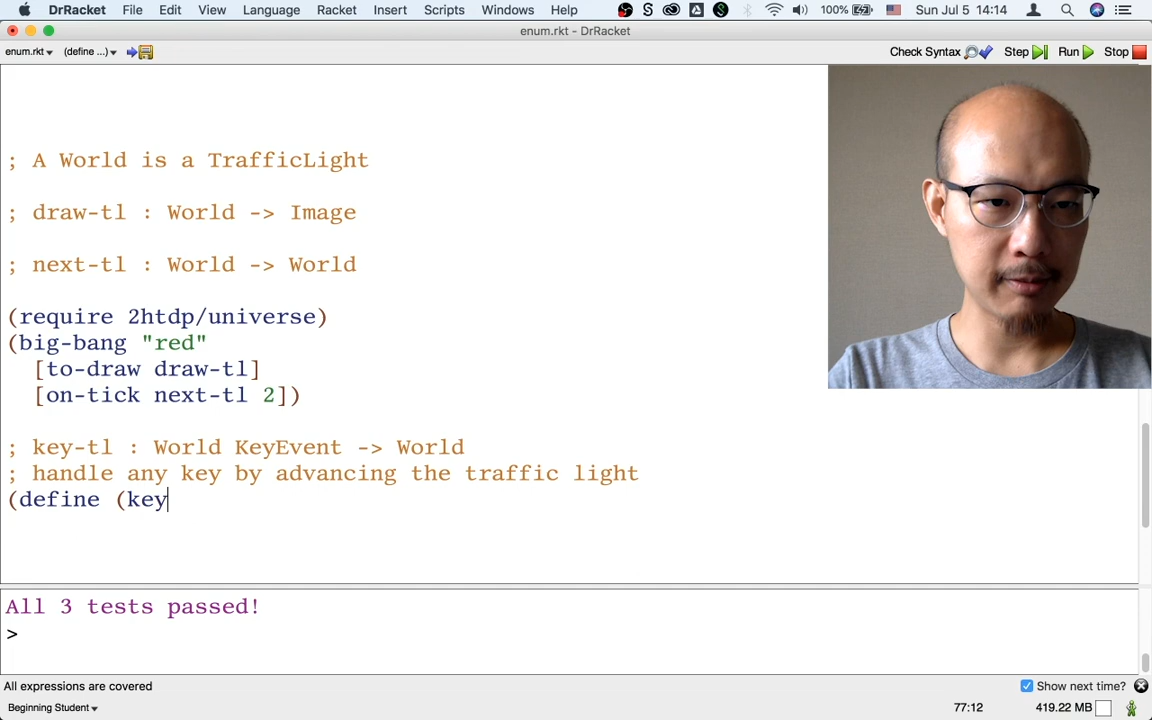 DrRacket File Edit View Language Racket Insert Scripts Windows Help 100% Sun Jul 5 14:14
enum.rkt - DrRacket
enum.rkt (define ...) Check Syntax Step Run Stop
; A World is a TrafficLight
; draw-tl : World -> Image
; next-tl : World -> World
(require 2htdp/universe)
(big-bang "red"
[to-draw draw-tl]
[on-tick next-tl 2])
; key-tl : World KeyEvent -> World
; handle any key by advancing the traffic light
(define (key
All 3 tests passed!
>
All expressions are covered Show next time?
Beginning Student 77:12 419.22 MB